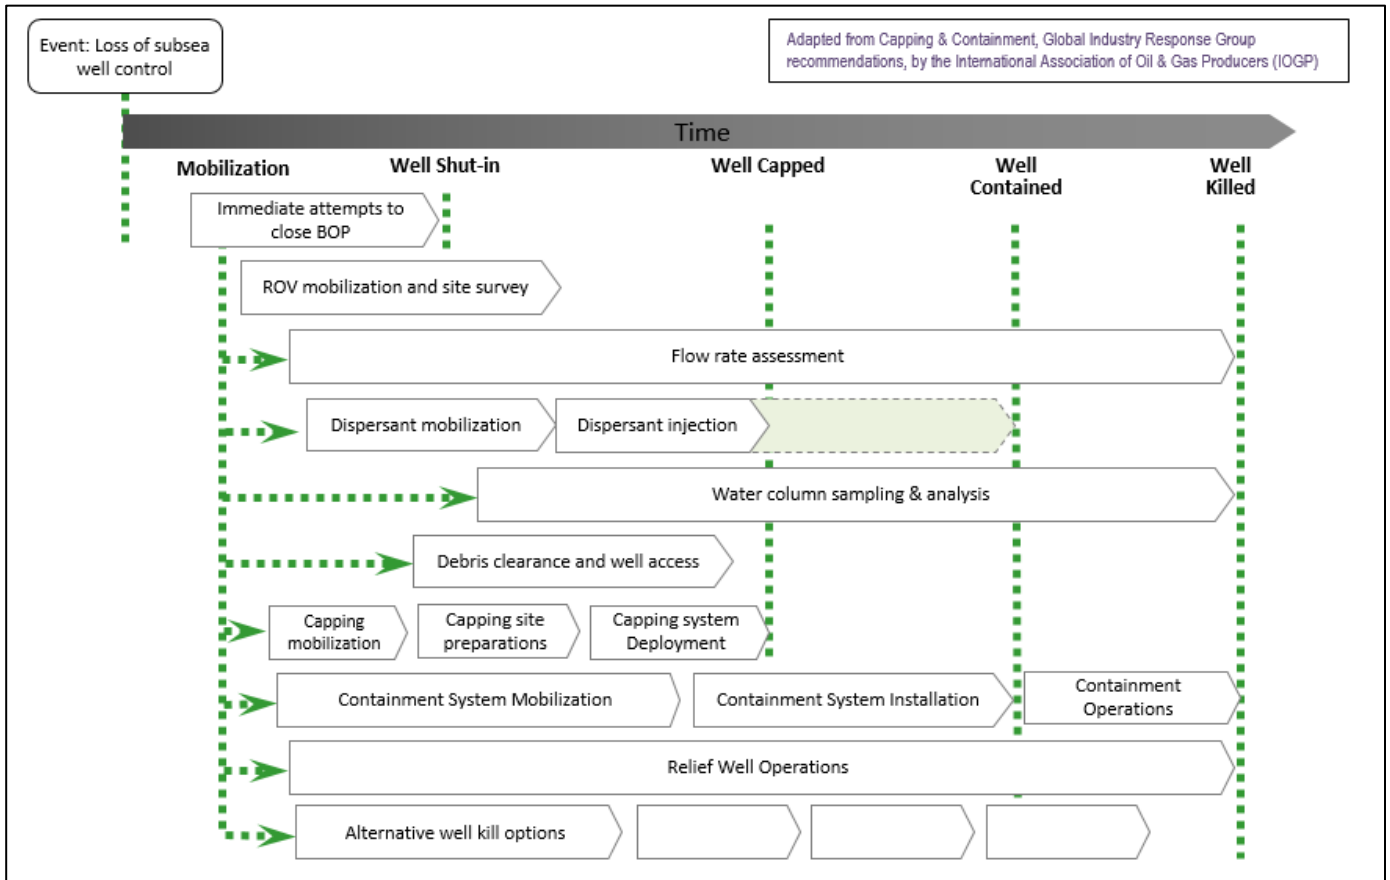 Event: Loss of subsea
well control
Adapted from Capping & Containment, Global Industry Response Group
recommendations, by the International Association of Oil & Gas Producers (IOGP)
Time
Mobilization
Well Shut-in
Well Capped
Well
Contained
Well
Killed
Immediate attempts to
close BOP
ROV mobilization and site survey
Flow rate assessment
Dispersant mobilization
Dispersant injection
Water column sampling & analysis
Debris clearance and well access
Capping
mobilization
Capping site
preparations
Capping system
Deployment
Containment System Mobilization
Containment System Installation
Containment
Operations
Relief Well Operations
Alternative well kill options